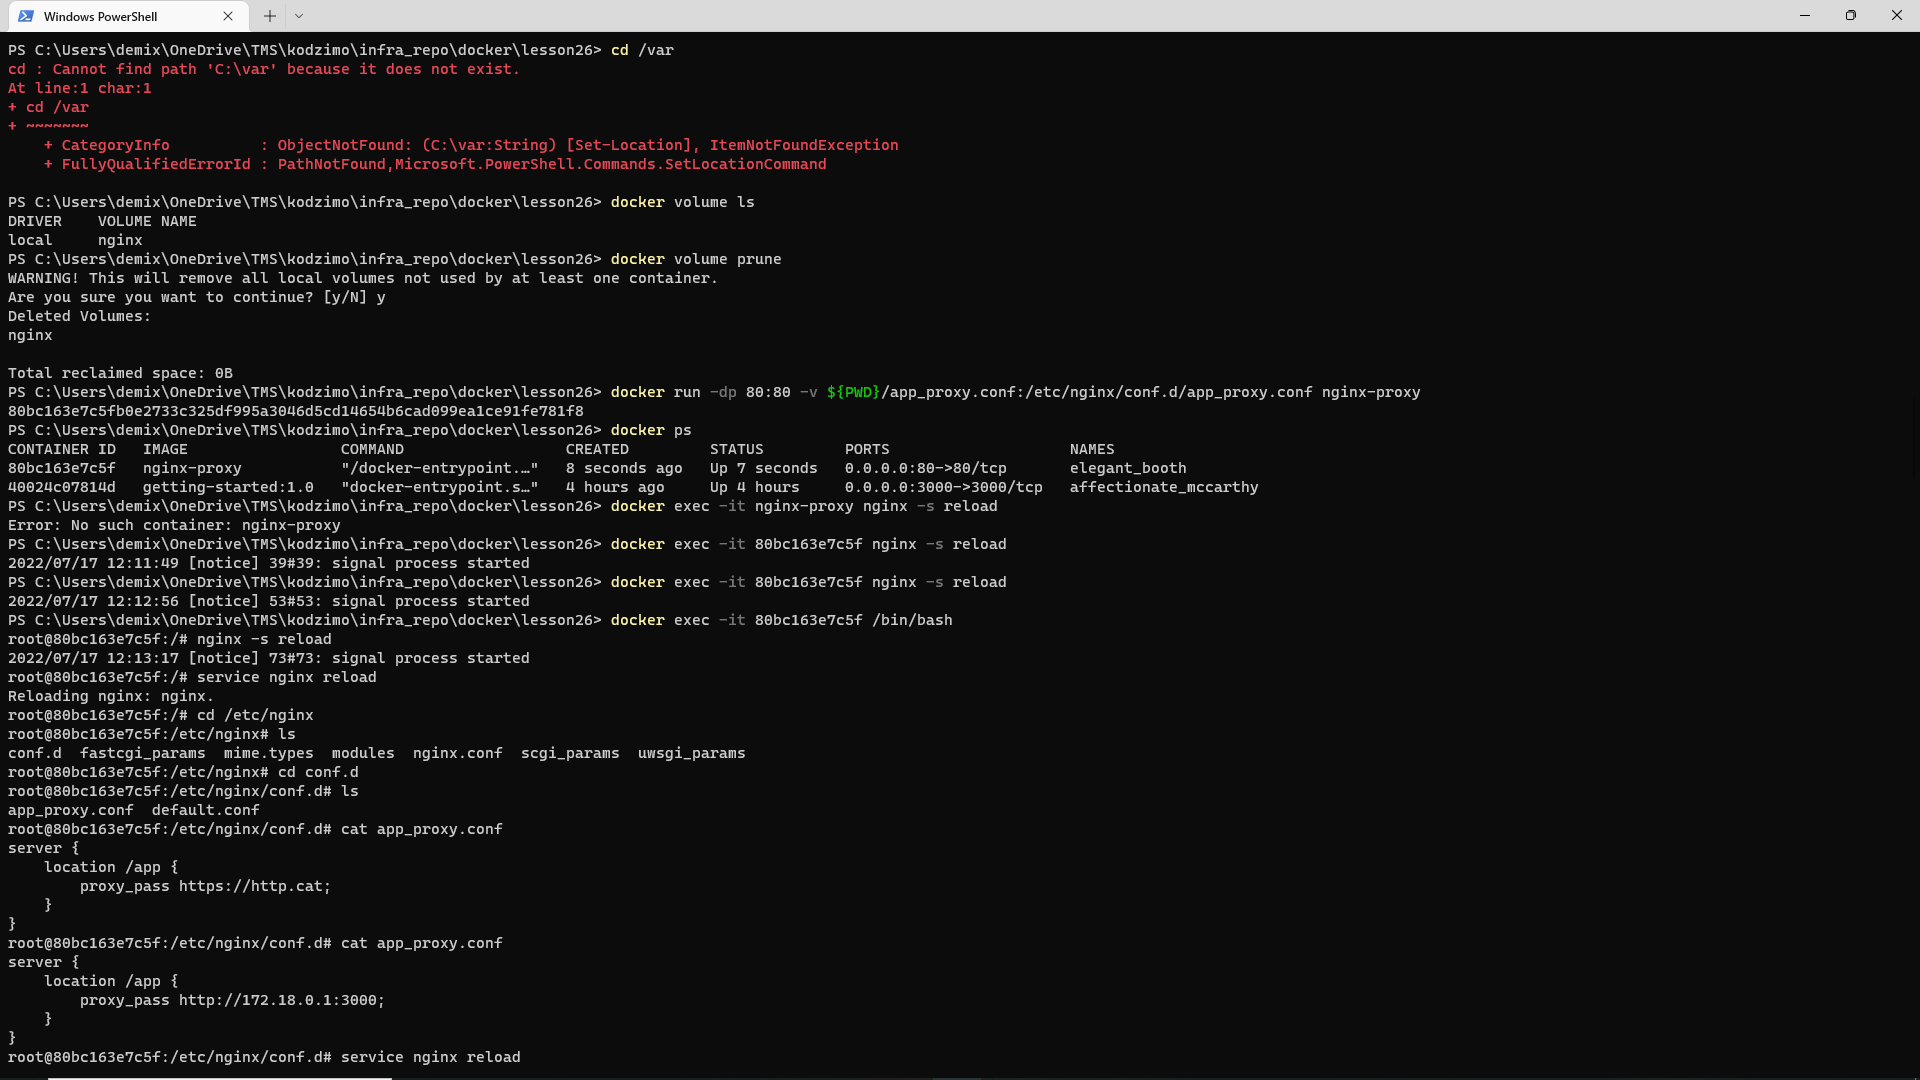 Windows PowerShell
PS C:\Users\demix\OneDrive\TMS\kodzimo\infra_repo\docker\lesson26> cd /var
cd : Cannot find path 'C:\var' because it does not exist.
At line:1 char:1
+ cd /var
+ ~~~~~~~
    + CategoryInfo          : ObjectNotFound: (C:\var:String) [Set-Location], ItemNotFoundException
    + FullyQualifiedErrorId : PathNotFound,Microsoft.PowerShell.Commands.SetLocationCommand

PS C:\Users\demix\OneDrive\TMS\kodzimo\infra_repo\docker\lesson26> docker volume ls
DRIVER    VOLUME NAME
local     nginx
PS C:\Users\demix\OneDrive\TMS\kodzimo\infra_repo\docker\lesson26> docker volume prune
WARNING! This will remove all local volumes not used by at least one container.
Are you sure you want to continue? [y/N] y
Deleted Volumes:
nginx

Total reclaimed space: 0B
PS C:\Users\demix\OneDrive\TMS\kodzimo\infra_repo\docker\lesson26> docker run -dp 80:80 -v ${PWD}/app_proxy.conf:/etc/nginx/conf.d/app_proxy.conf nginx-proxy
80bc163e7c5fb0e2733c325df995a3046d5cd14654b6cad099ea1ce91fe781f8
PS C:\Users\demix\OneDrive\TMS\kodzimo\infra_repo\docker\lesson26> docker ps
CONTAINER ID   IMAGE                 COMMAND                  CREATED         STATUS         PORTS                    NAMES
80bc163e7c5f   nginx-proxy           "/docker-entrypoint.…"   8 seconds ago   Up 7 seconds   0.0.0.0:80->80/tcp       elegant_booth
40024c07814d   getting-started:1.0   "docker-entrypoint.s…"   4 hours ago     Up 4 hours     0.0.0.0:3000->3000/tcp   affectionate_mccarthy
PS C:\Users\demix\OneDrive\TMS\kodzimo\infra_repo\docker\lesson26> docker exec -it nginx-proxy nginx -s reload
Error: No such container: nginx-proxy
PS C:\Users\demix\OneDrive\TMS\kodzimo\infra_repo\docker\lesson26> docker exec -it 80bc163e7c5f nginx -s reload
2022/07/17 12:11:49 [notice] 39#39: signal process started
PS C:\Users\demix\OneDrive\TMS\kodzimo\infra_repo\docker\lesson26> docker exec -it 80bc163e7c5f nginx -s reload
2022/07/17 12:12:56 [notice] 53#53: signal process started
PS C:\Users\demix\OneDrive\TMS\kodzimo\infra_repo\docker\lesson26> docker exec -it 80bc163e7c5f /bin/bash
root@80bc163e7c5f:/# nginx -s reload
2022/07/17 12:13:17 [notice] 73#73: signal process started
root@80bc163e7c5f:/# service nginx reload
Reloading nginx: nginx.
root@80bc163e7c5f:/# cd /etc/nginx
root@80bc163e7c5f:/etc/nginx# ls
conf.d  fastcgi_params  mime.types  modules  nginx.conf  scgi_params  uwsgi_params
root@80bc163e7c5f:/etc/nginx# cd conf.d
root@80bc163e7c5f:/etc/nginx/conf.d# ls
app_proxy.conf  default.conf
root@80bc163e7c5f:/etc/nginx/conf.d# cat app_proxy.conf
server {
    location /app {
        proxy_pass https://http.cat;
    }
}
root@80bc163e7c5f:/etc/nginx/conf.d# cat app_proxy.conf
server {
    location /app {
        proxy_pass http://172.18.0.1:3000;
    }
}
root@80bc163e7c5f:/etc/nginx/conf.d# service nginx reload